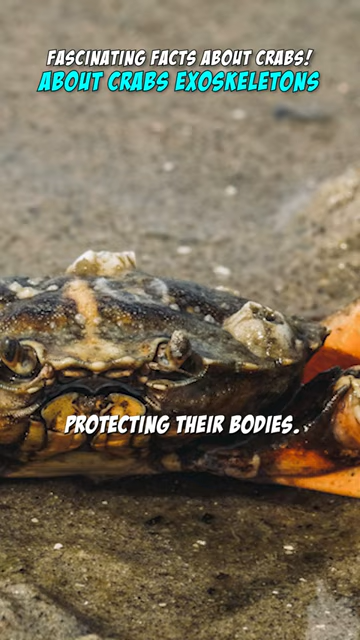 FASCINATING FACTS ABOUT CRABS!
ABOUT CRABS EXOSKELETONS
PROTECTING THEIR BODIES.